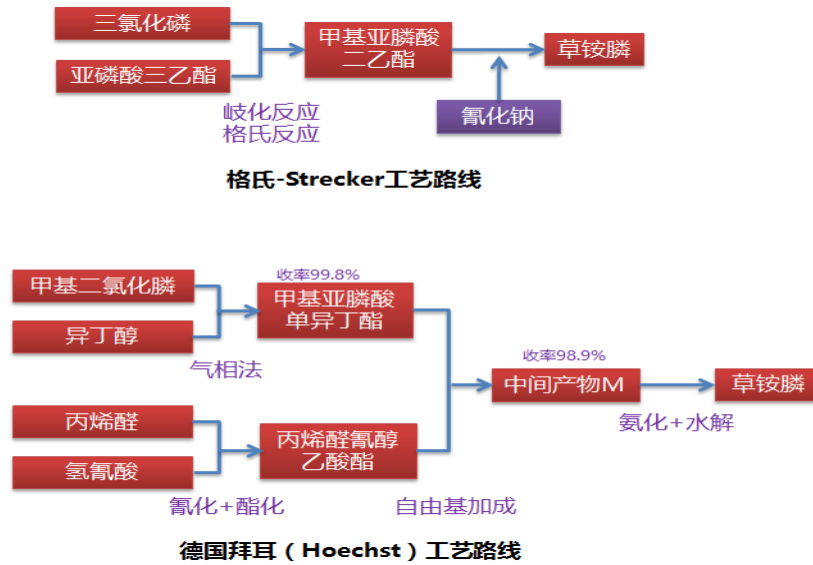 三氯化磷
亚磷酸三乙酯
岐化反应
格氏反应
甲基亚膦酸
二乙酯
氰化钠
草铵膦
格氏-Strecker工艺路线
甲基二氯化膦
异丁醇
气相法
收率99.8%
甲基亚膦酸
单异丁酯
丙烯醛
氢氰酸
氰化+酯化
丙烯醛氰醇
乙酸酯
自由基加成
收率98.9%
中间产物M
氨化+水解
草铵膦
德国拜耳（Hoechst）工艺路线